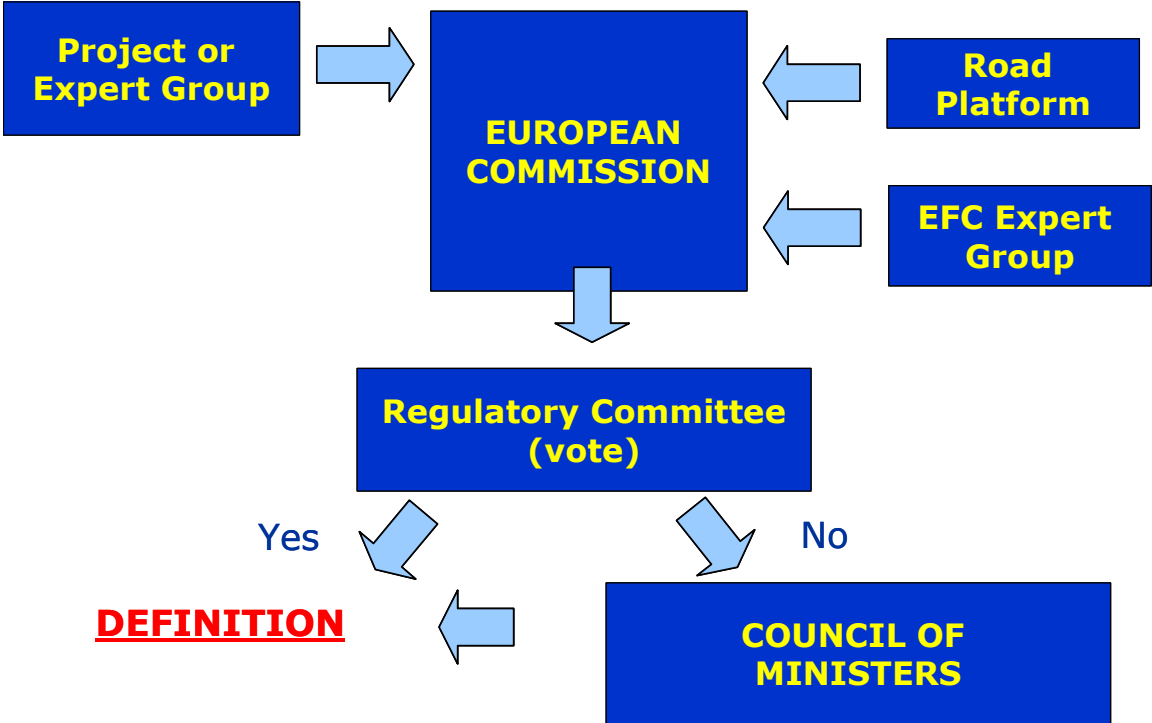 Project or
Expert Group
EUROPEAN
COMMISSION
Road
Platform
EFC Expert
Group
Regulatory Committee
(vote)
Yes
No
DEFINITION
COUNCIL OF
MINISTERS